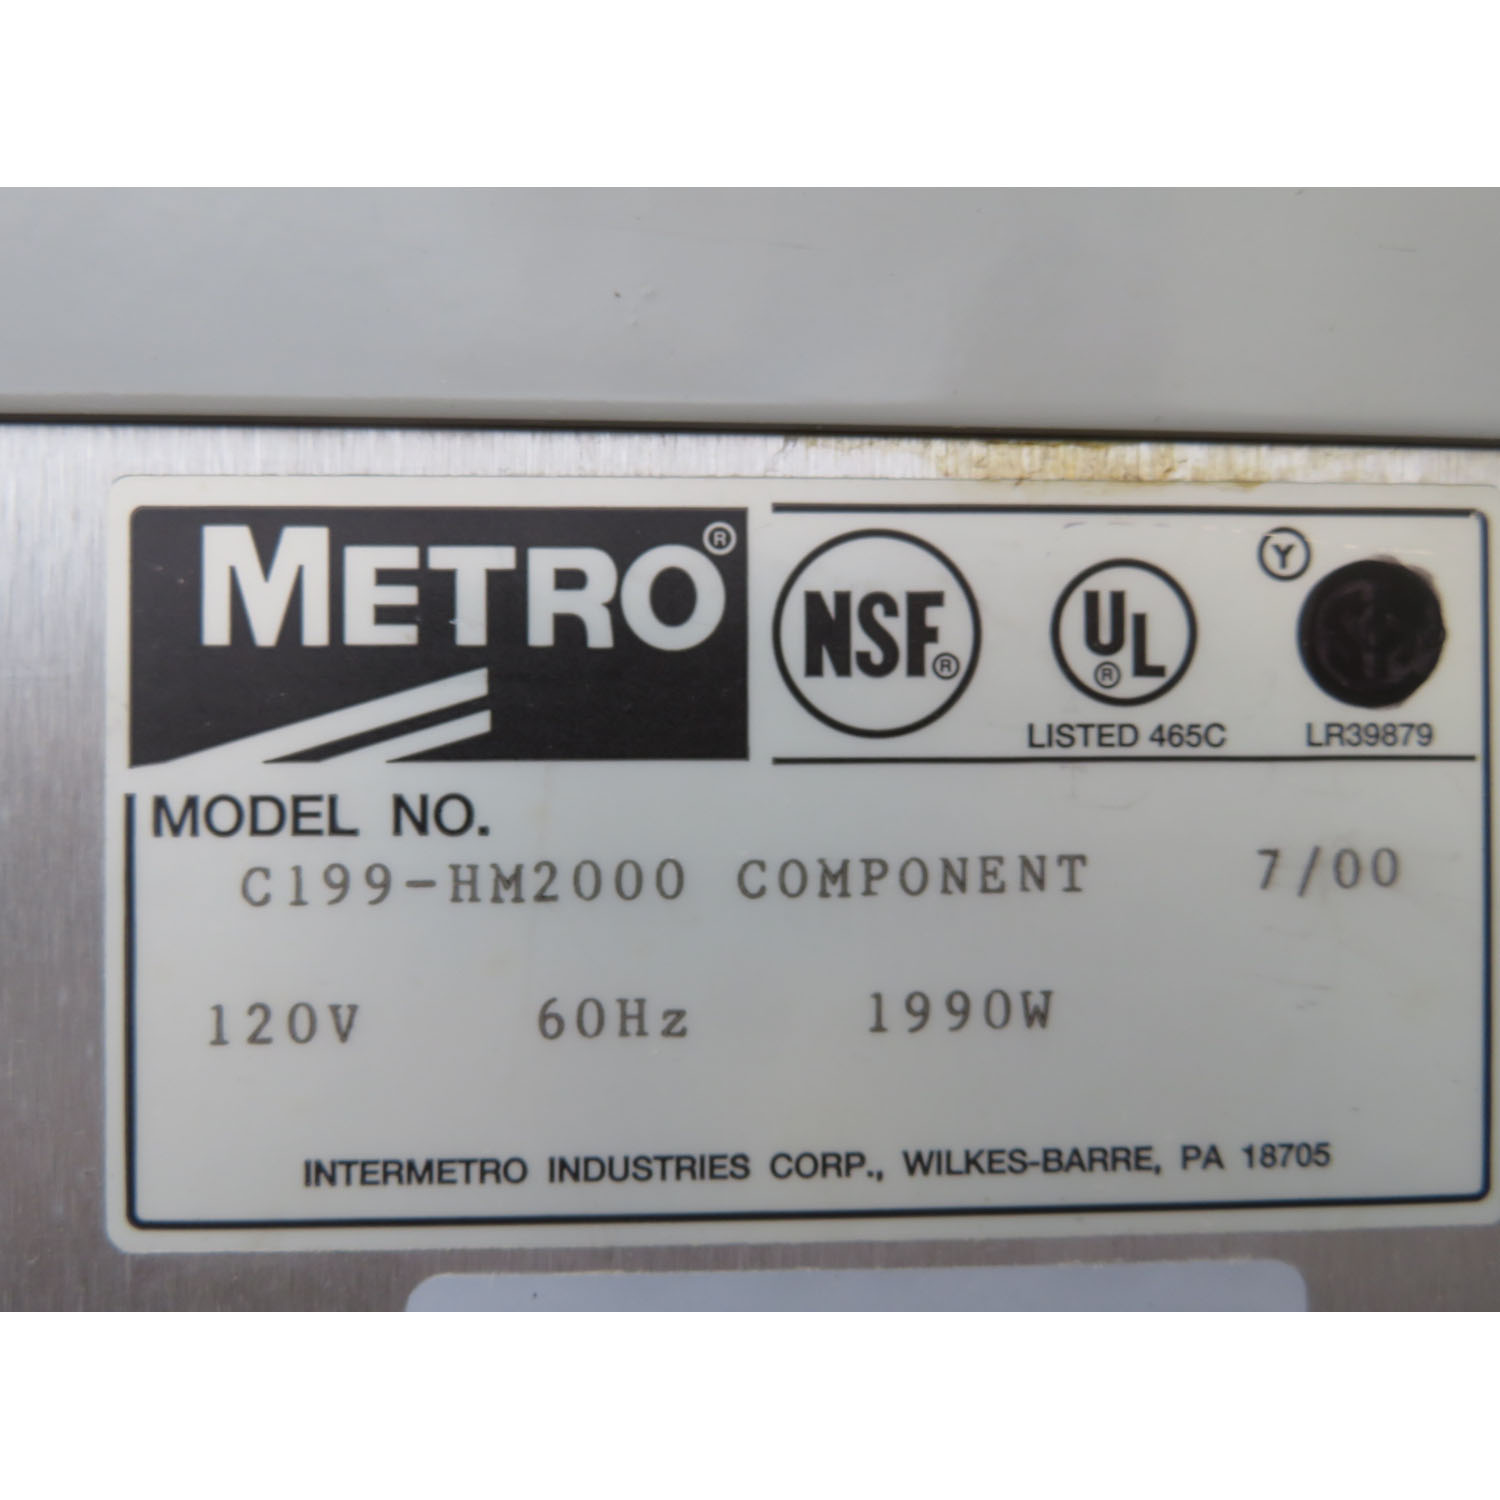 METRO®
NSF®
UL®
Y
LISTED 465C
LR39879
MODEL NO.
C199-HM2000 COMPONENT 7/00
120V 60Hz 1990W
INTERMETRO INDUSTRIES CORP., WILKES-BARRE, PA 18705